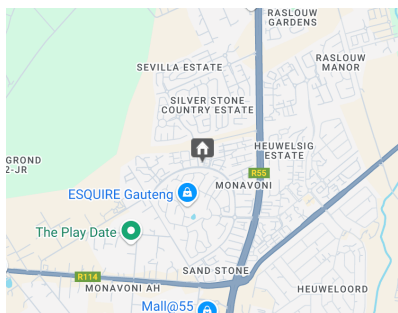 RASLOUW
GARDENS
RASLOUW
MANOR
SEVILLA ESTATE
SILVER STONE
COUNTRY ESTATE
HEUWELSIG
ESTATE
GROND
2-JR
R55
MONAVONI
ESQUIRE Gauteng
The Play Date
SAND STONE
R114
MONAVONI AH
HEUWELOORD
Mall@55